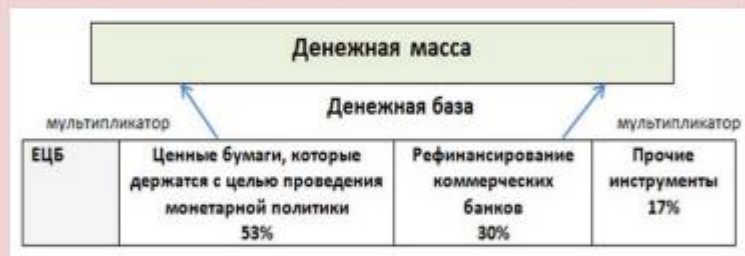 Денежная масса
Денежная база
мультипликатор
мультипликатор
ЕЦБ
Ценные бумаги, которые
держатся с целью проведения
монетарной политики
53%
Рефинансирование
коммерческих
банков
30%
Прочие
инструменты
17%